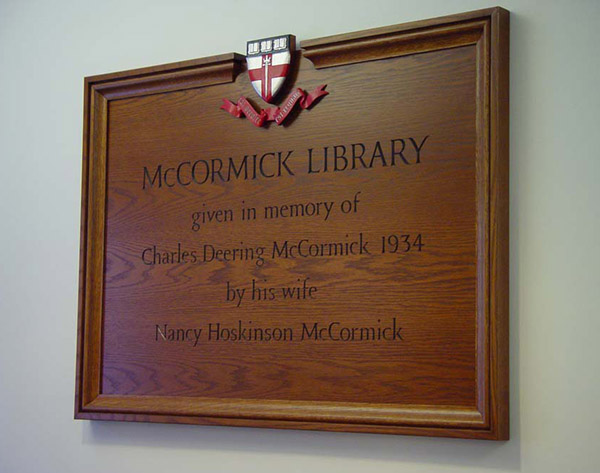 McCORMICK LIBRARY
given in memory of
Charles Deering McCormick 1934
by his wife
Nancy Hoskinson McCormick